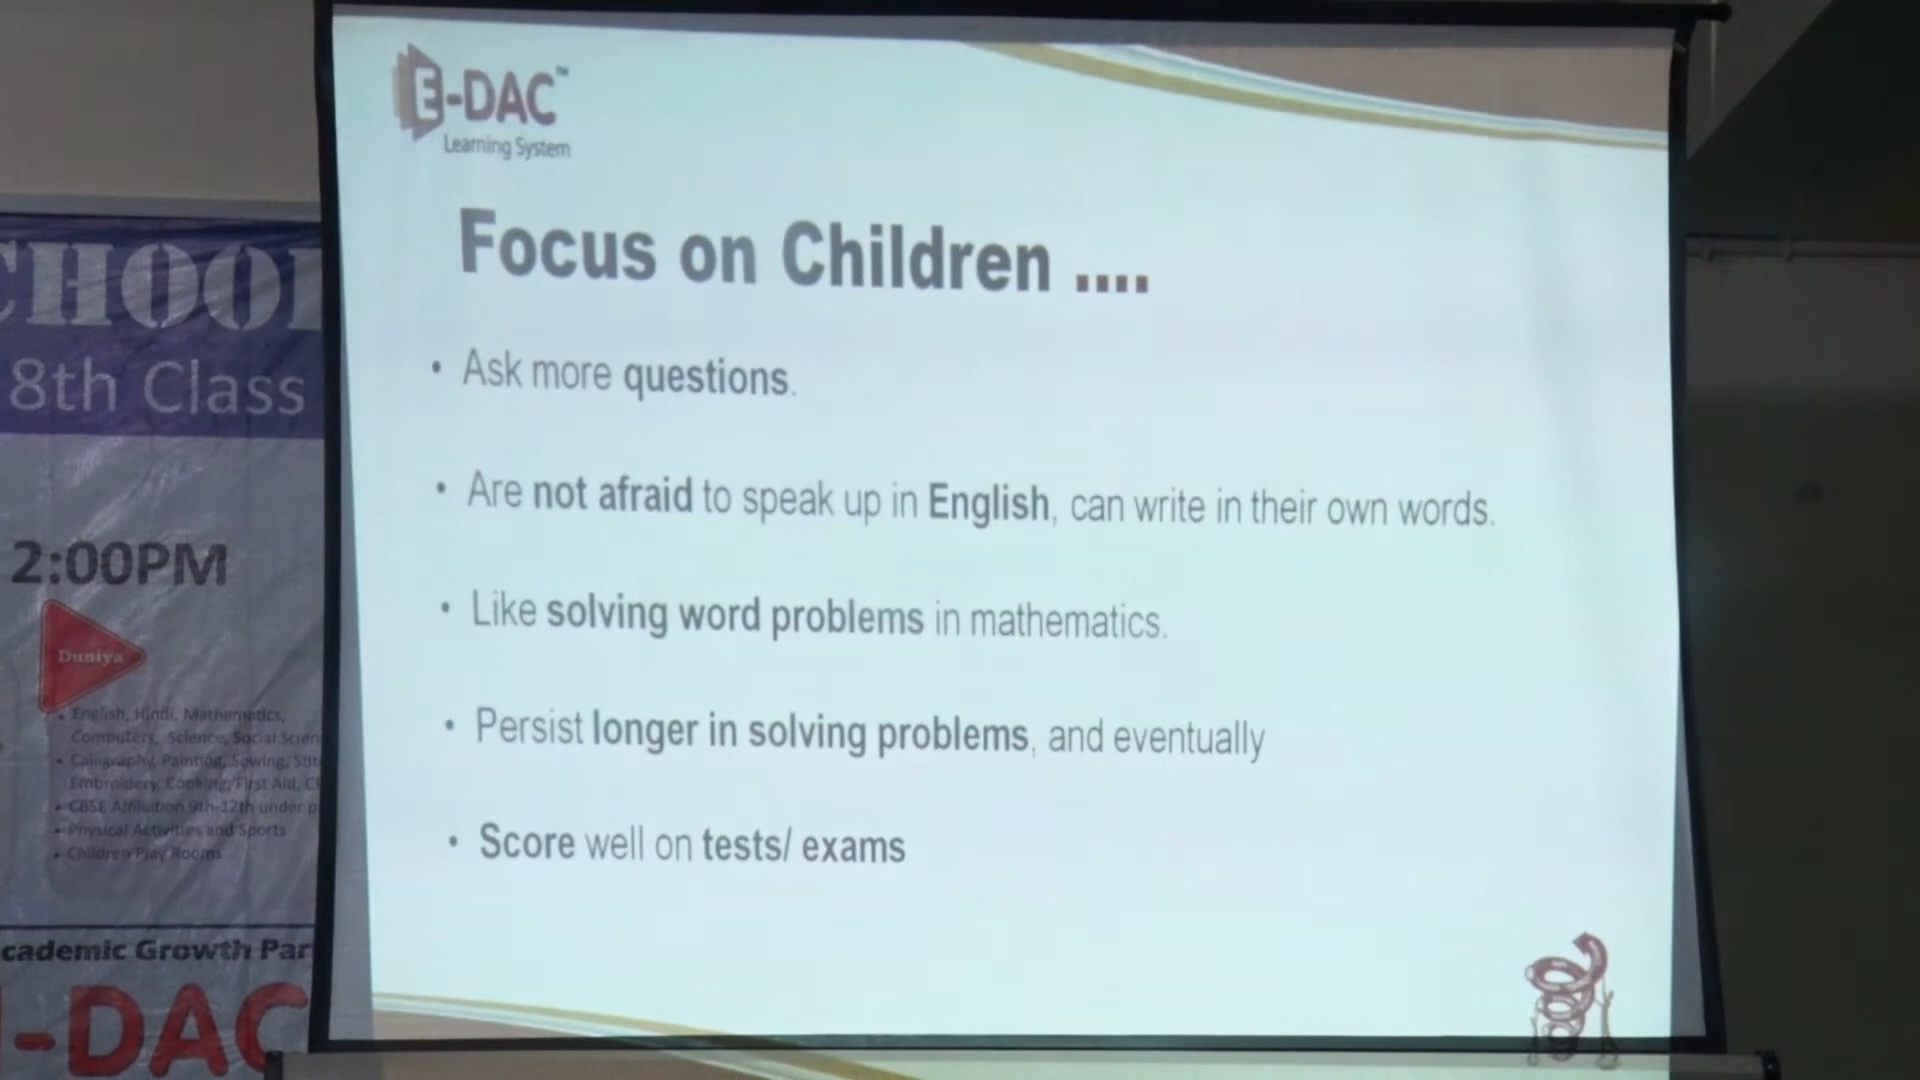 E-DAC™
Learning System
Focus on Children ....
• Ask more questions.
• Are not afraid to speak up in English, can write in their own words.
• Like solving word problems in mathematics.
• Persist longer in solving problems, and eventually
• Score well on tests/ exams
CHOOL
8th Class
2:00PM
Duniya
• English, Hindi, Mathematics,
Computers, Science, Social Scien
• Calligraphy, Painting, Sewing, Stit
Embroidery, Cooking, First Aid, C
• CBSE Affiliation 9th-12th under p
• Physical Activities and Sports
• Children Play Rooms
cademic Growth Par
-DAC